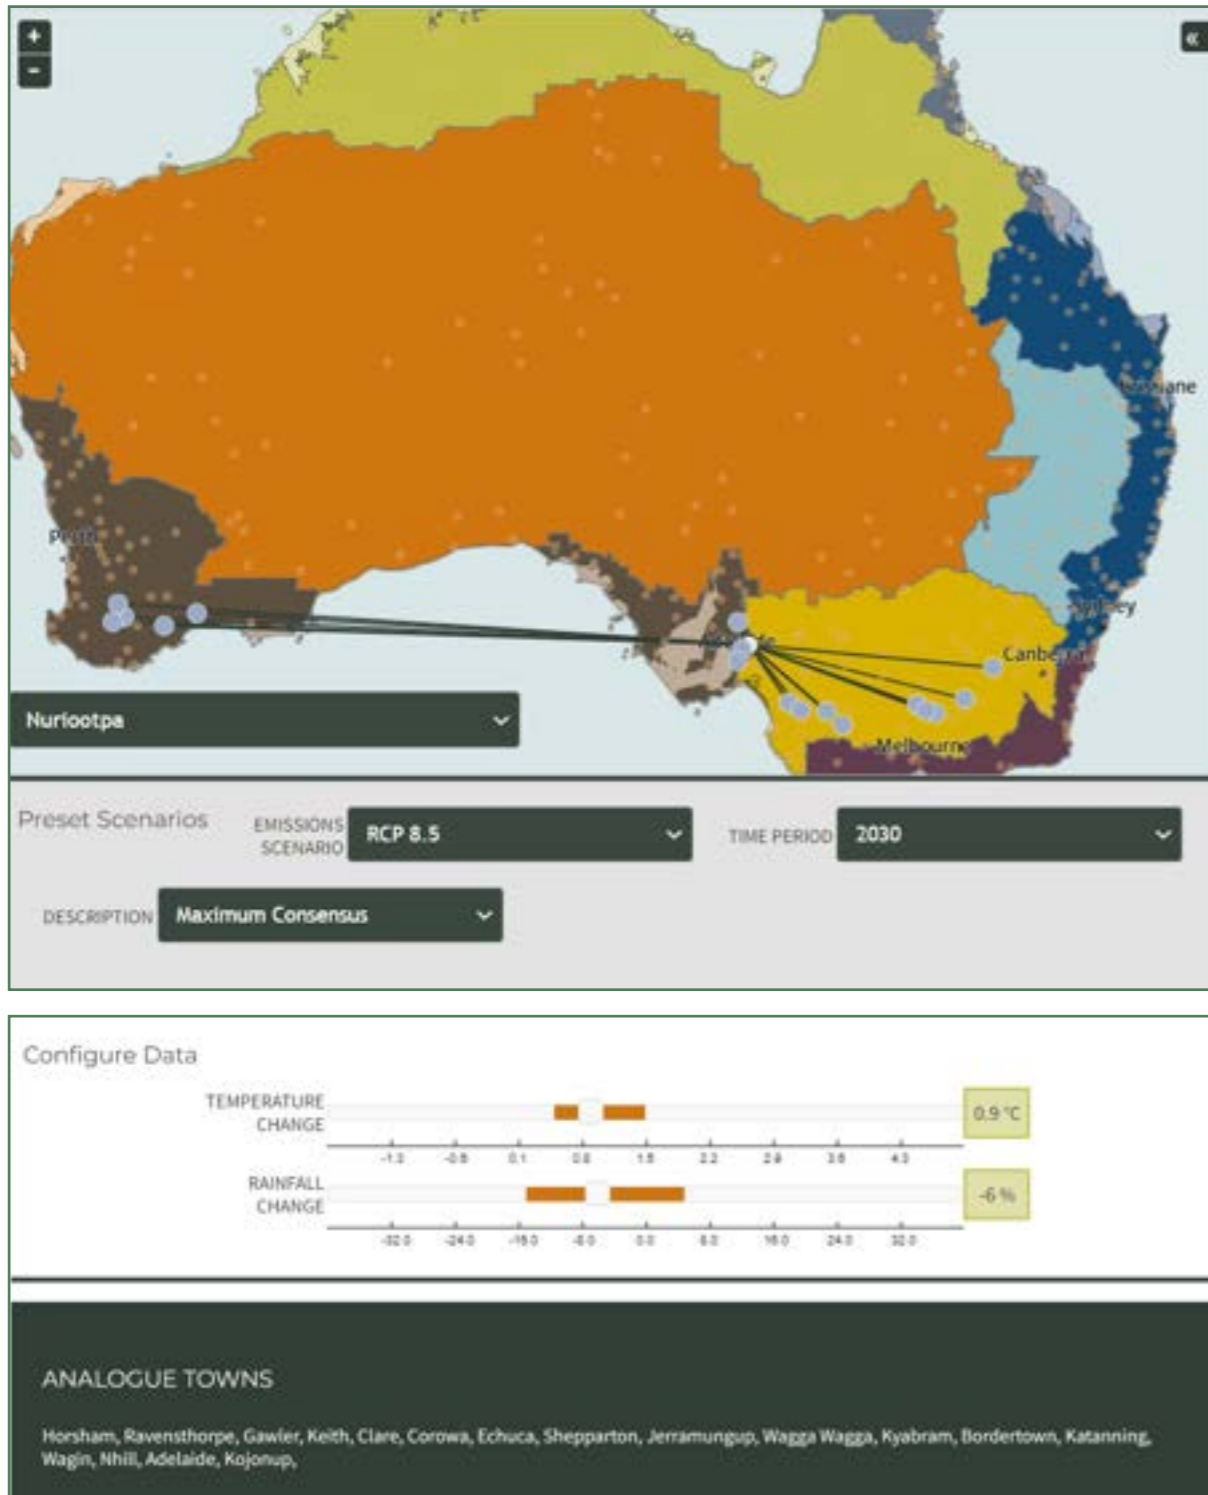 +
«
-
Brisbane
Perth
Sydney
Canberra
Melbourne
Nuriootpa
Preset Scenarios
EMISSIONS
SCENARIO
RCP 8.5
TIME PERIOD
2030
DESCRIPTION
Maximum Consensus
Configure Data
TEMPERATURE
CHANGE
0.9 °C
0.1 0.8 1.5 2.2 2.9 3.6 4.3
RAINFALL
CHANGE
-6 %
-32.0 -24.0 -16.0 -8.0 0.0 8.0 16.0 24.0 32.0
ANALOGUE TOWNS
Horsham, Ravensthorpe, Gawler, Keith, Clare, Corowa, Echuca, Shepparton, Jerramungup, Wagga Wagga, Kyabram, Bordertown, Katanning,
Wagin, Nhill, Adelaide, Kojonup,